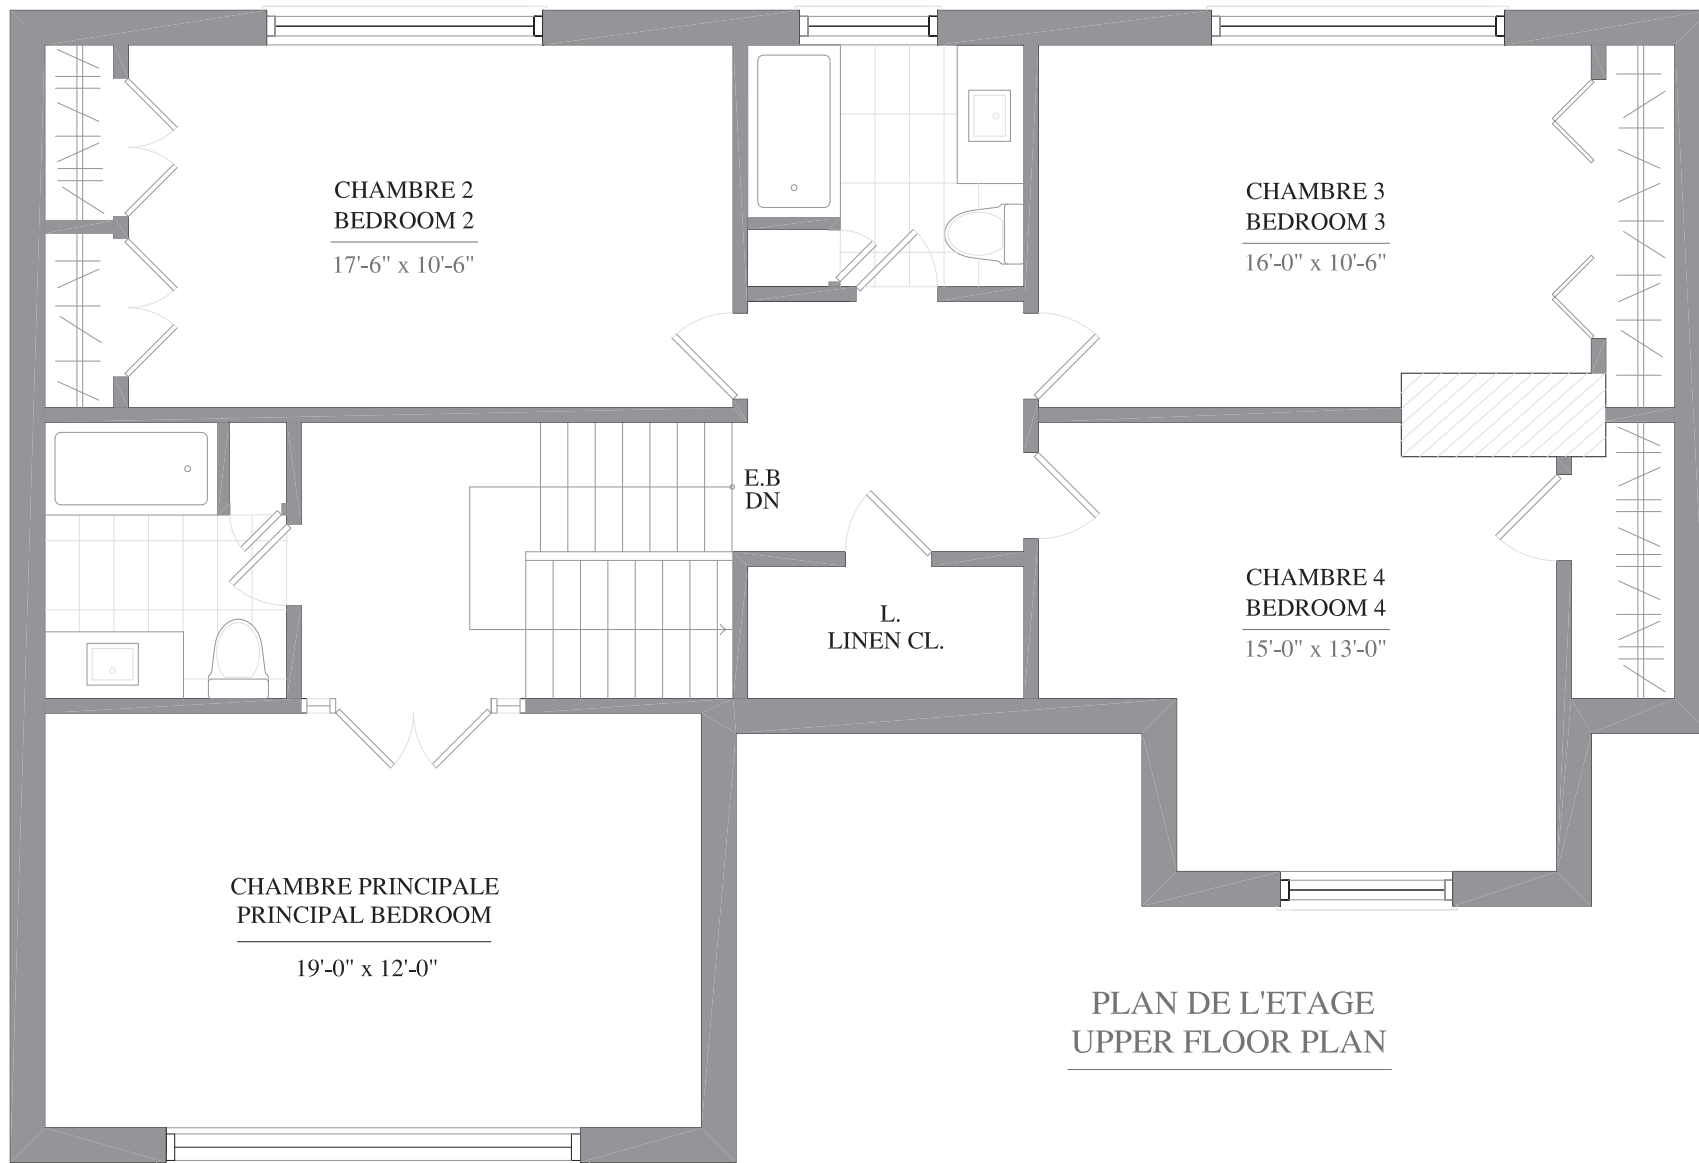 CHAMBRE 2
BEDROOM 2
17'-6" x 10'-6"
CHAMBRE 3
BEDROOM 3
16'-0" x 10'-6"
E.B
DN
L.
LINEN CL.
CHAMBRE 4
BEDROOM 4
15'-0" x 13'-0"
CHAMBRE PRINCIPALE
PRINCIPAL BEDROOM
19'-0" x 12'-0"
PLAN DE L'ETAGE
UPPER FLOOR PLAN